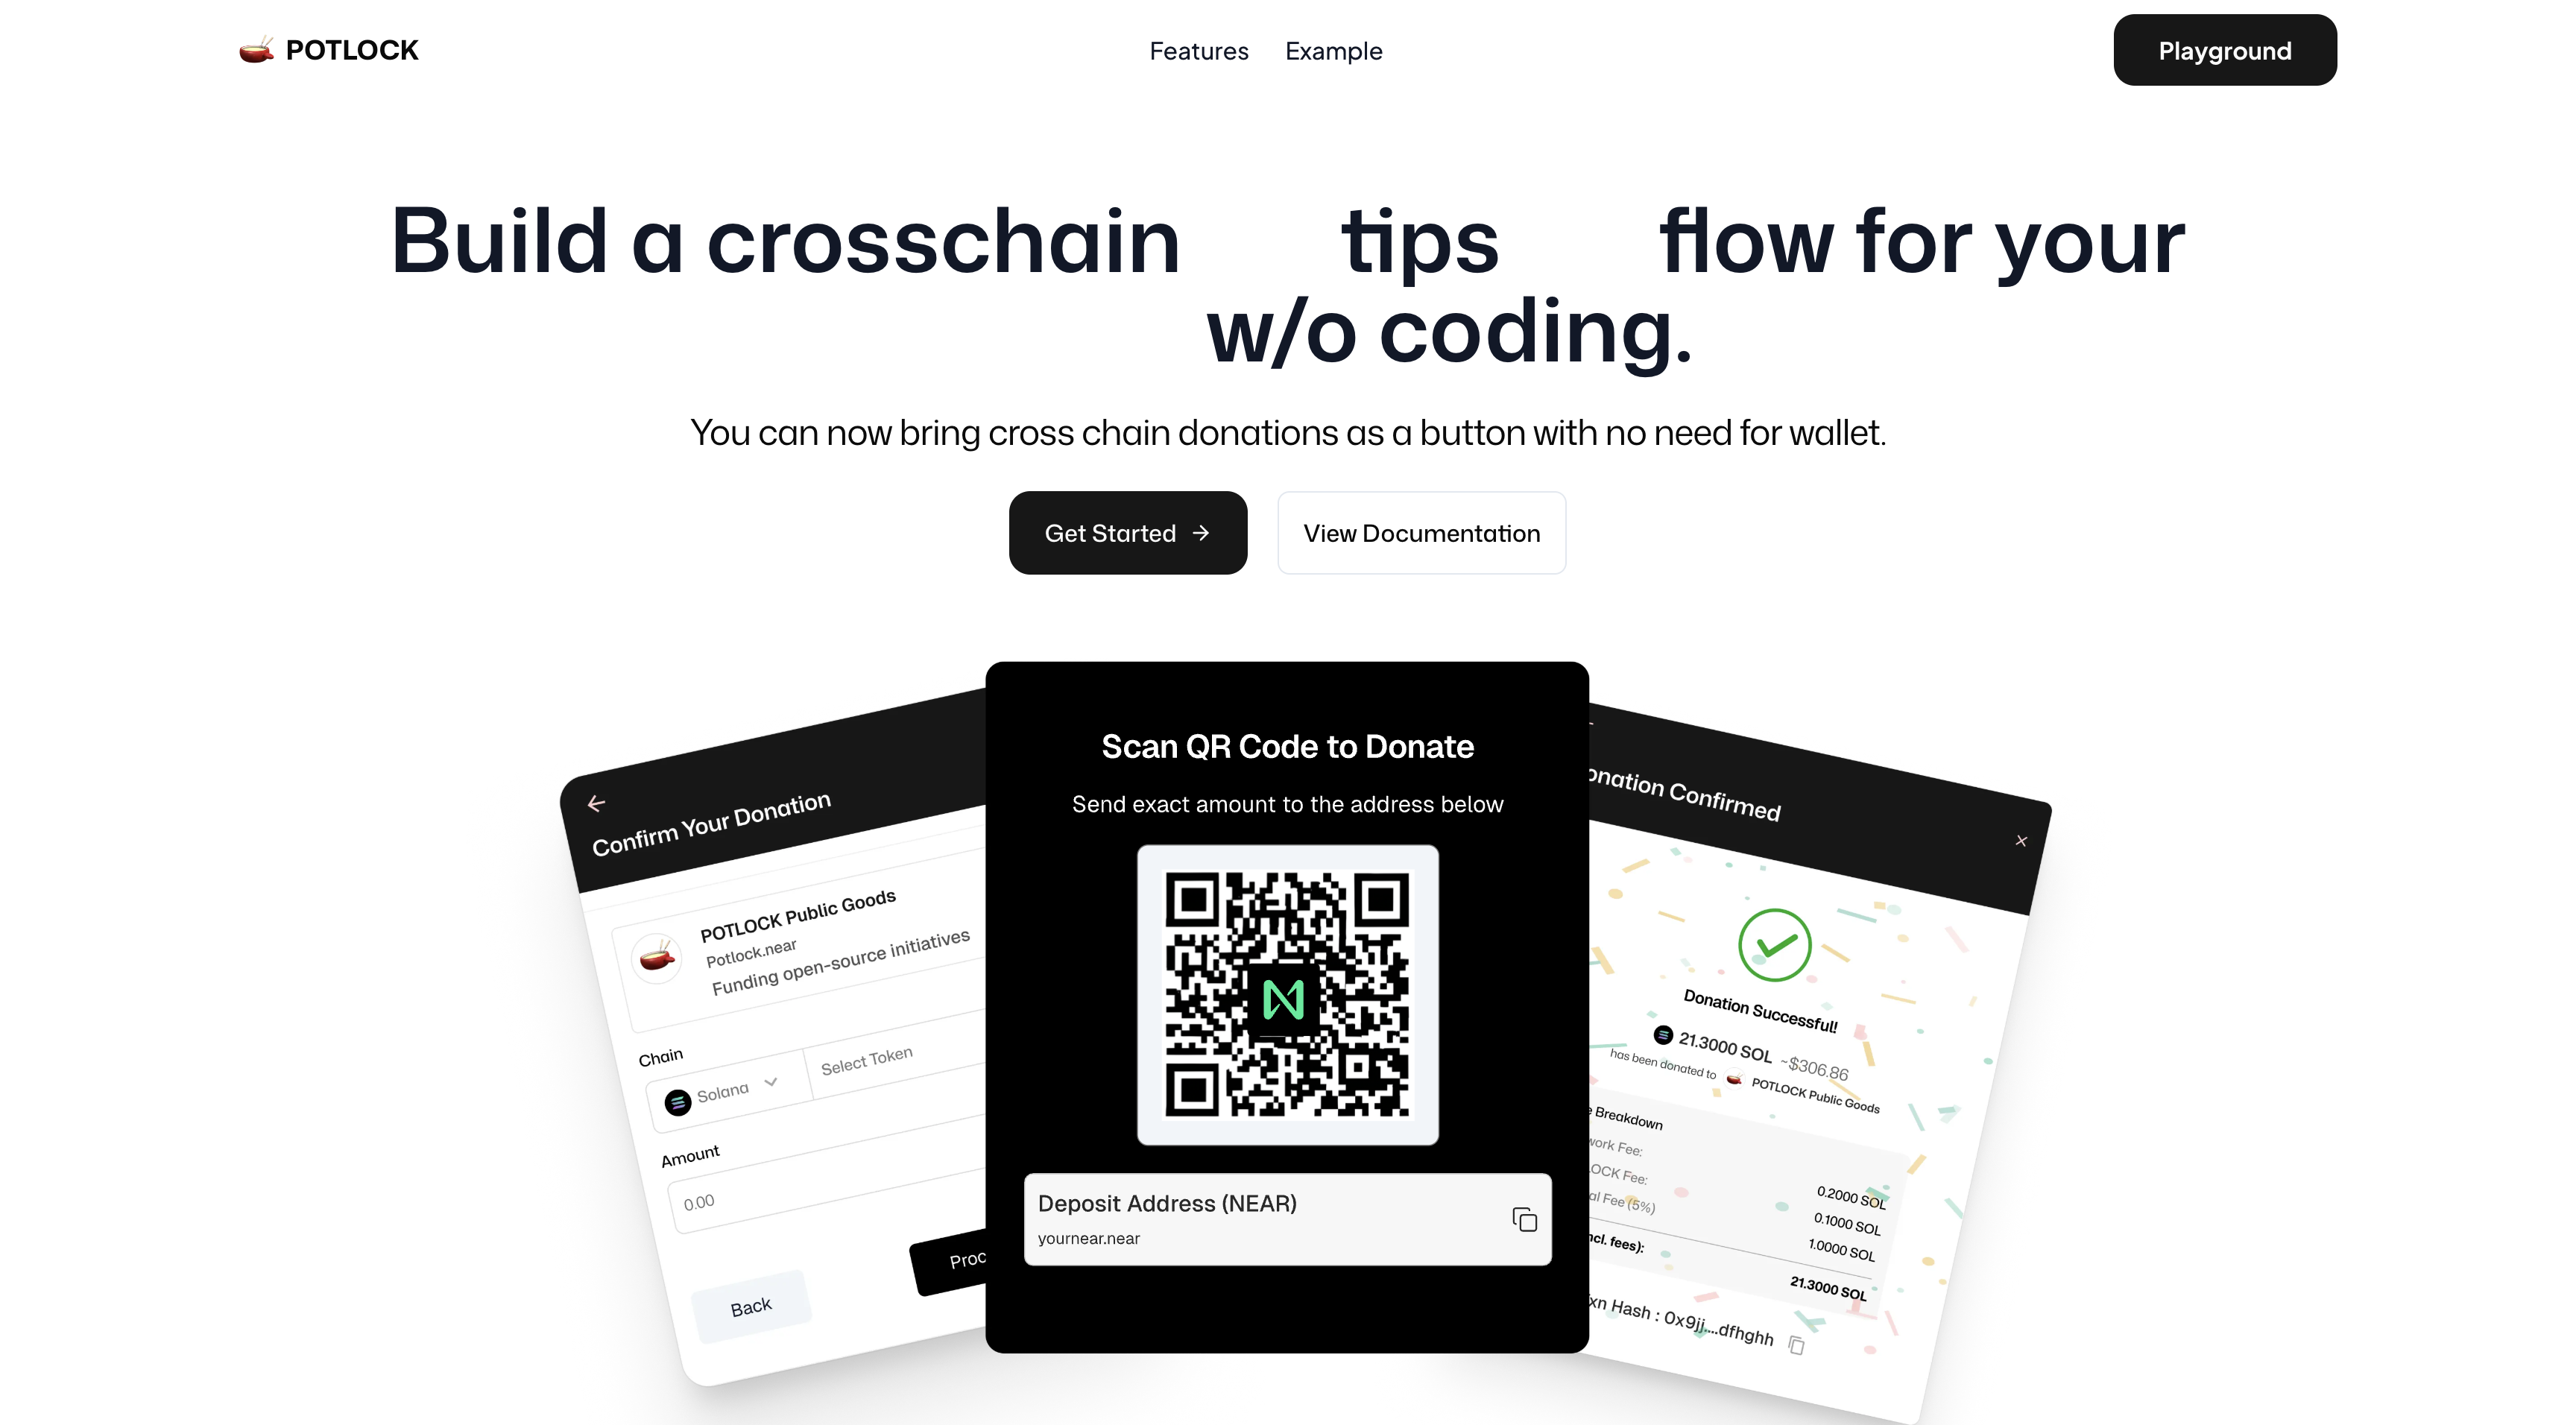 POTLOCK
Features
Example
Playground
Build a crosschain tips flow for your
w/o coding.
You can now bring cross chain donations as a button with no need for wallet.
Get Started
View Documentation
Confirm Your Donation
POTLOCK Public Goods
Potlock.near
Funding open-source initiatives
Chain
Solana
Select Token
Amount
0.00
Back
Proc
Scan QR Code to Donate
Send exact amount to the address below
Deposit Address (NEAR)
yournear.near
onation Confirmed
Donation Successful!
21.3000 SOL ~$306.86
has been donated to POTLOCK Public Goods
e Breakdown
work Fee:
0.2000 SOL
LOCK Fee:
0.1000 SOL
al Fee (5%)
1.0000 SOL
ncl. fees):
21.3000 SOL
xn Hash : 0x9jj....dfhghh